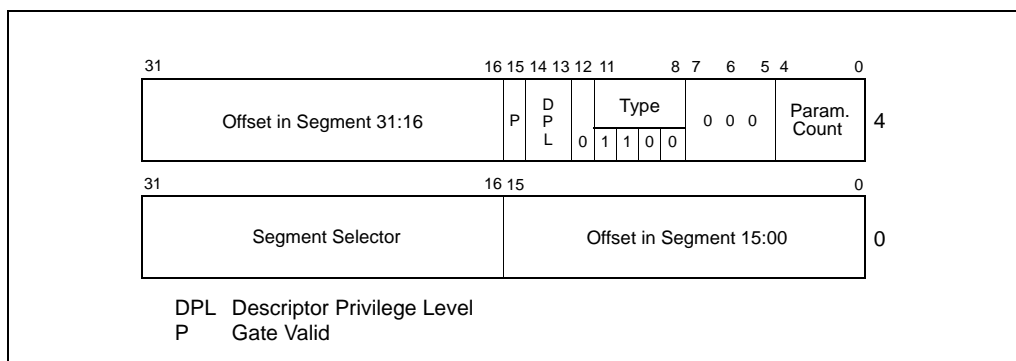 31 16 15 14 13 12 11 8 7 6 5 4 0
Offset in Segment 31:16 P D P L 0 Type 1 1 0 0 0 0 0 Param. Count 4
31 16 15 0
Segment Selector Offset in Segment 15:00 0
DPL Descriptor Privilege Level
P Gate Valid